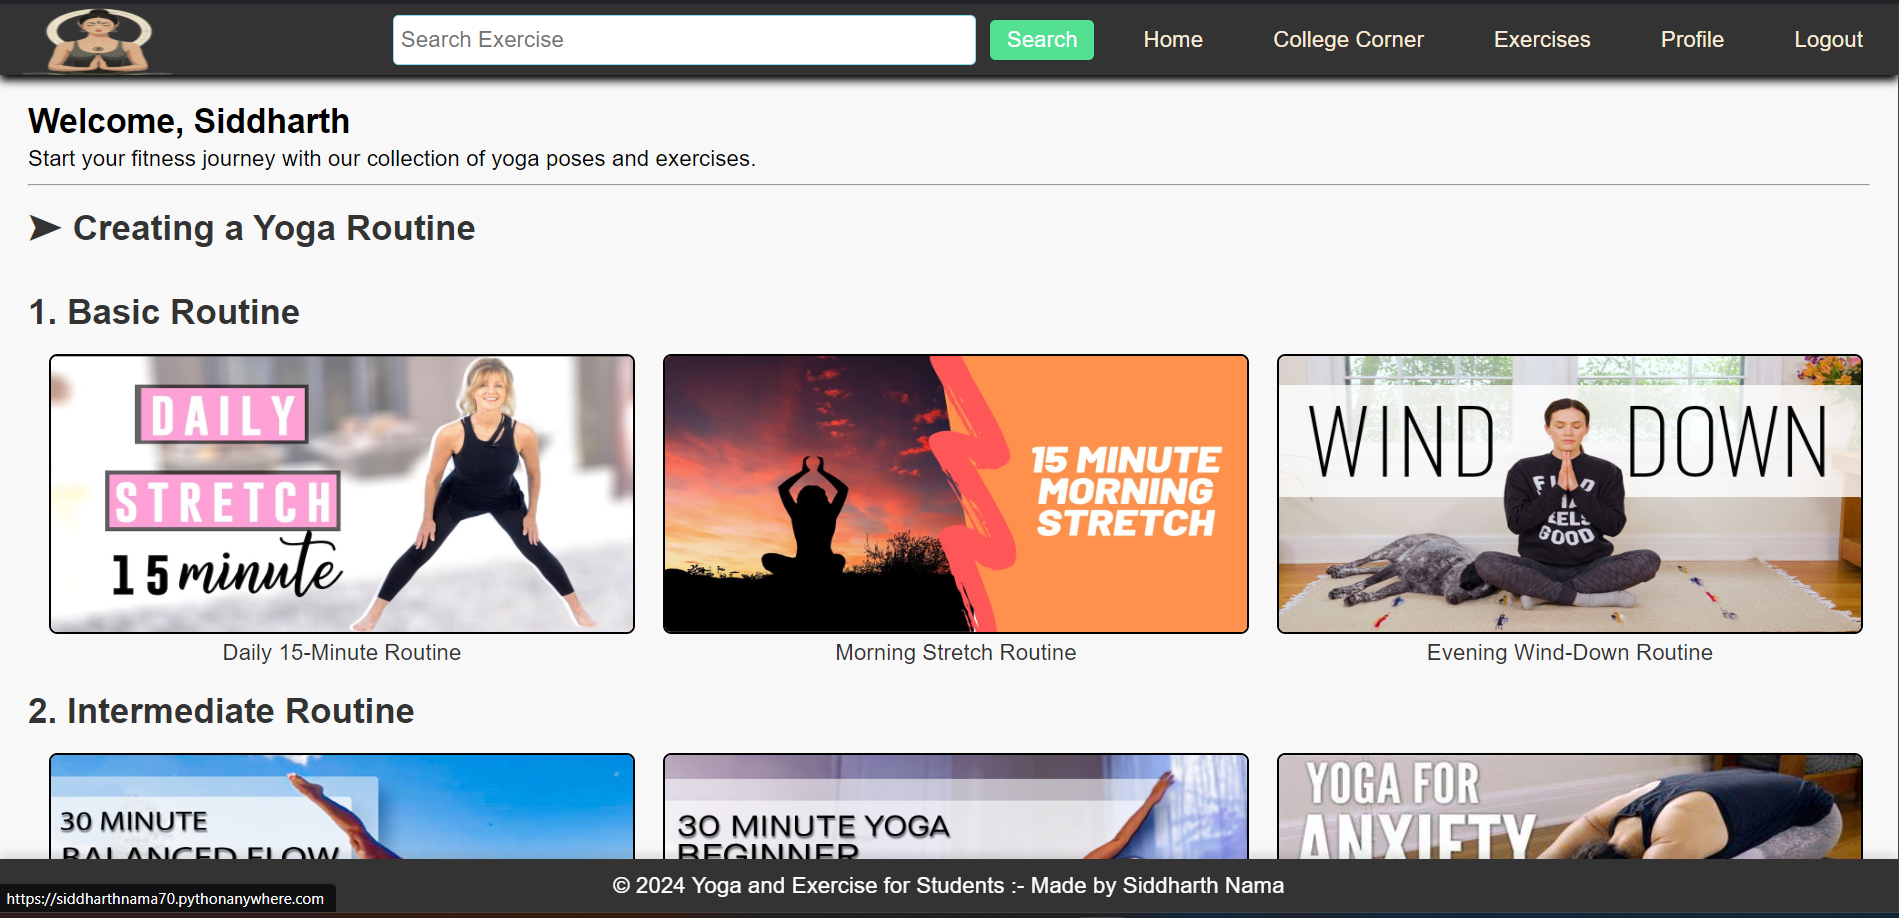 Search Exercise
Search
Home
College Corner
Exercises
Profile
Logout
Welcome, Siddharth
Start your fitness journey with our collection of yoga poses and exercises.
➤ Creating a Yoga Routine
1. Basic Routine
DAILY
STRETCH
15 minute
15 MINUTE
MORNING
STRETCH
WIND DOWN
FIND
GOOD
Daily 15-Minute Routine
Morning Stretch Routine
Evening Wind-Down Routine
2. Intermediate Routine
30 MINUTE
BALANCED FLOW
30 MINUTE YOGA
BEGINNER
YOGA FOR
ANXIETY
© 2024 Yoga and Exercise for Students :- Made by Siddharth Nama
https://siddharthnama70.pythonanywhere.com